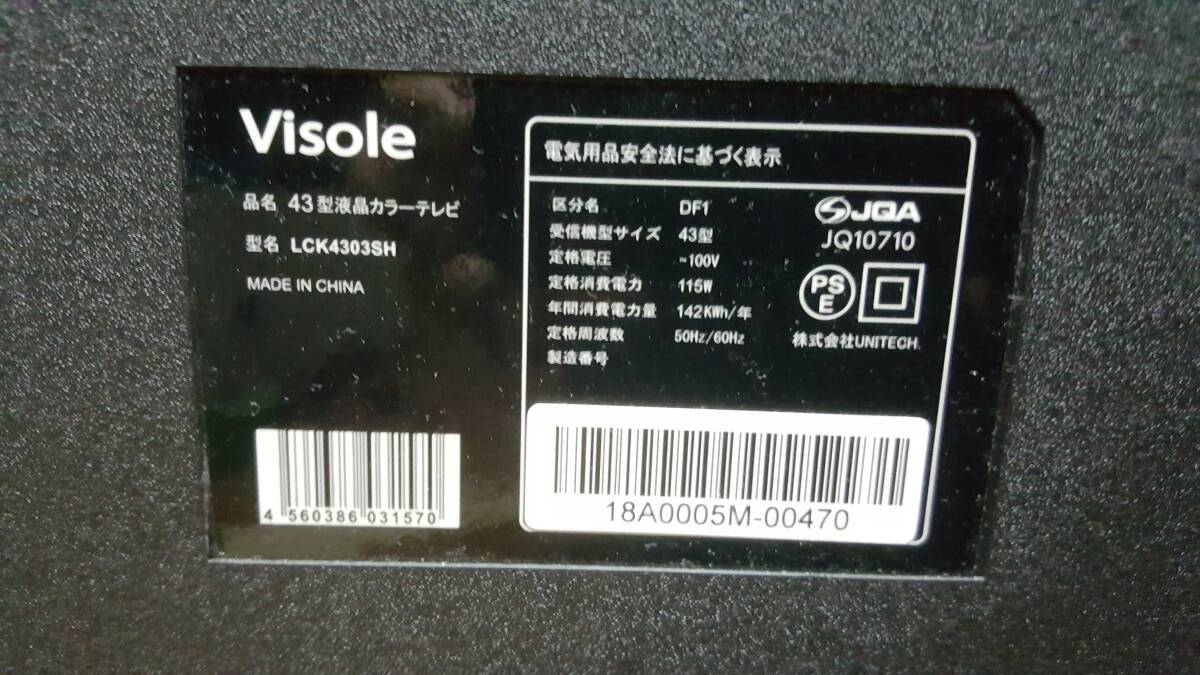 Visole
品名 43型液晶カラーテレビ
型名 LCK4303SH
MADE IN CHINA
4 560386 031570
電気用品安全法に基づく表示
区分名 DF1
受信機型サイズ 43型
定格電圧 ~100V
定格消費電力 115W
年間消費電力量 142KWh/年
定格周波数 50Hz/60Hz
製造番号
JQA
JQ10710
PS
E
株式会社UNITECH
18A0005M-00470